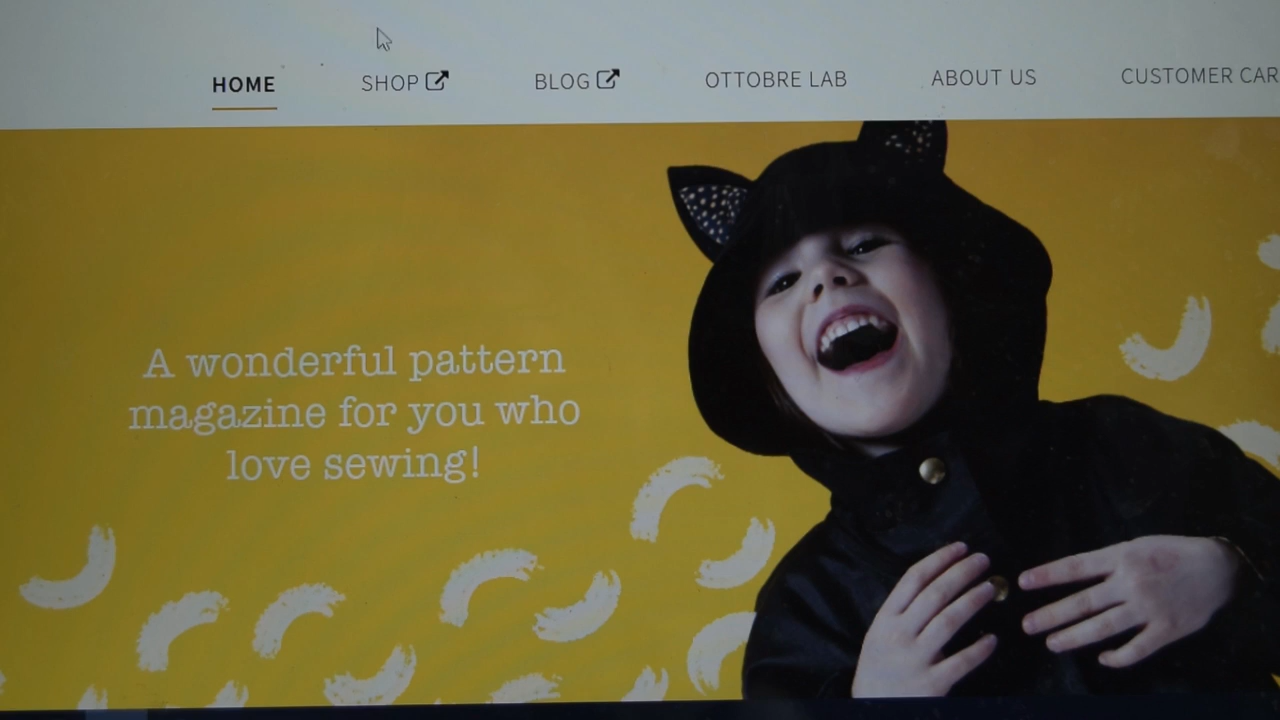 HOME SHOP BLOG OTTOBRE LAB ABOUT US CUSTOMER CAR
A wonderful pattern
magazine for you who
love sewing!